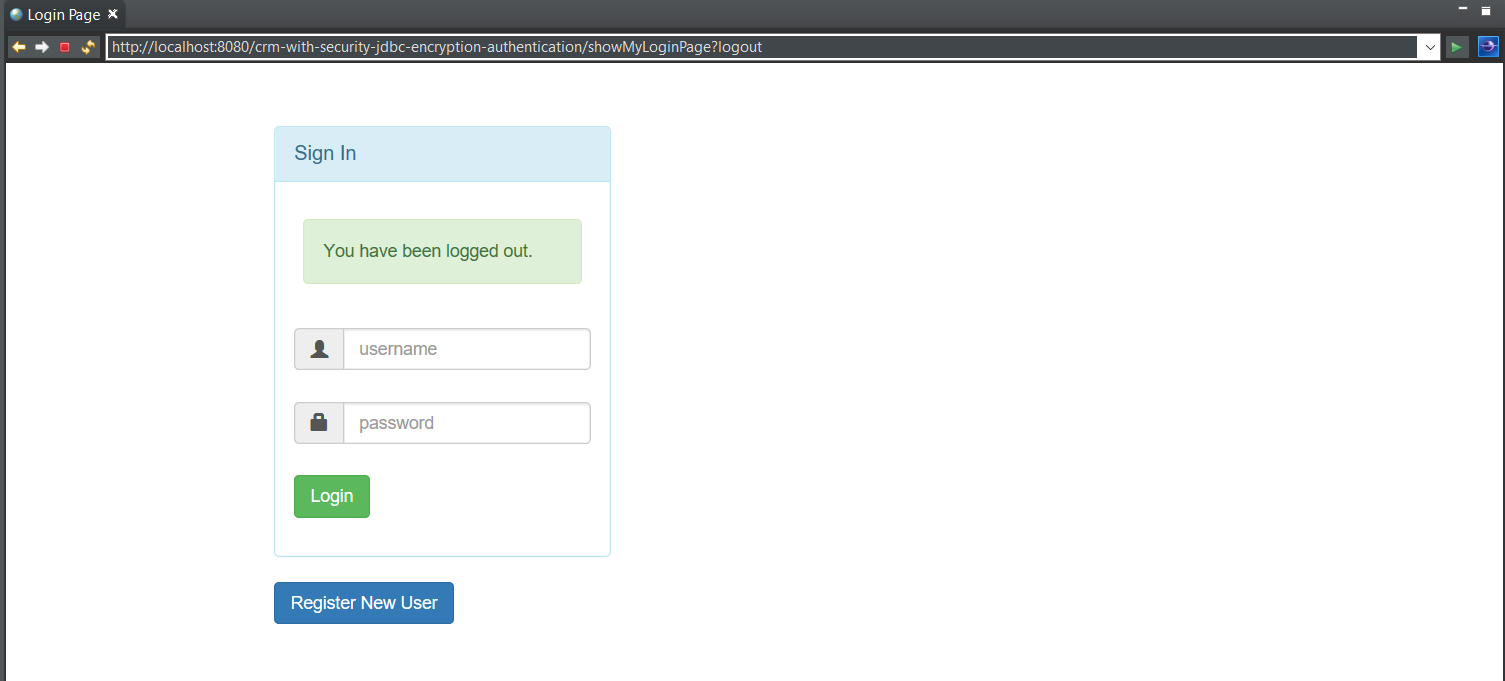 Login Page
http://localhost:8080/crm-with-security-jdbc-encryption-authentication/showMyLoginPage?logout
Sign In
You have been logged out.
username
password
Login
Register New User